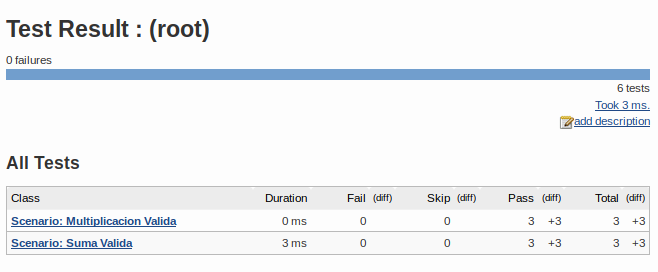 Test Result : (root)
0 failures
6 tests
Took 3 ms.
add description
All Tests
Class Duration Fail (diff) Skip (diff) Pass (diff) Total (diff)
Scenario: Multiplicacion Valida 0 ms 0 0 3 +3 3 +3
Scenario: Suma Valida 3 ms 0 0 3 +3 3 +3